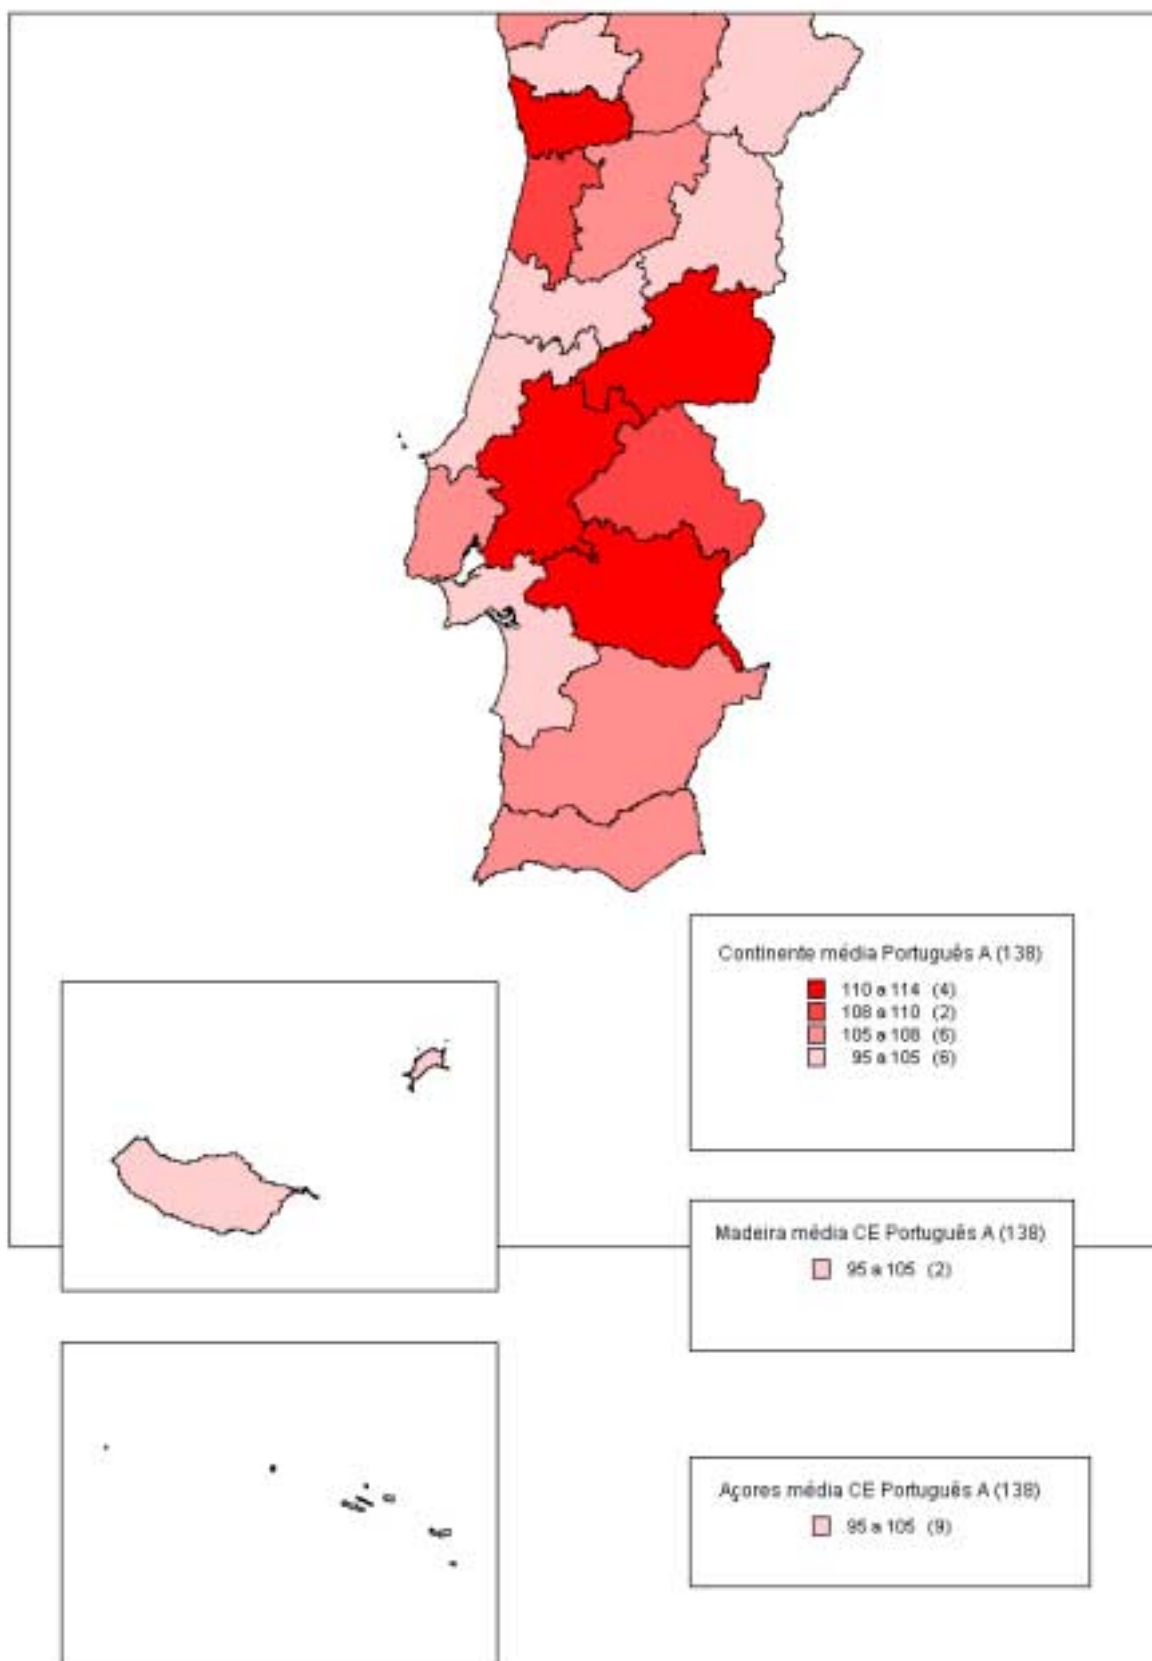 Continente média Português A (138)
110 a 114 (4)
108 a 110 (2)
105 a 108 (6)
95 a 105 (6)
Madeira média CE Português A (138)
95 a 105 (2)
Açores média CE Português A (138)
95 a 105 (9)